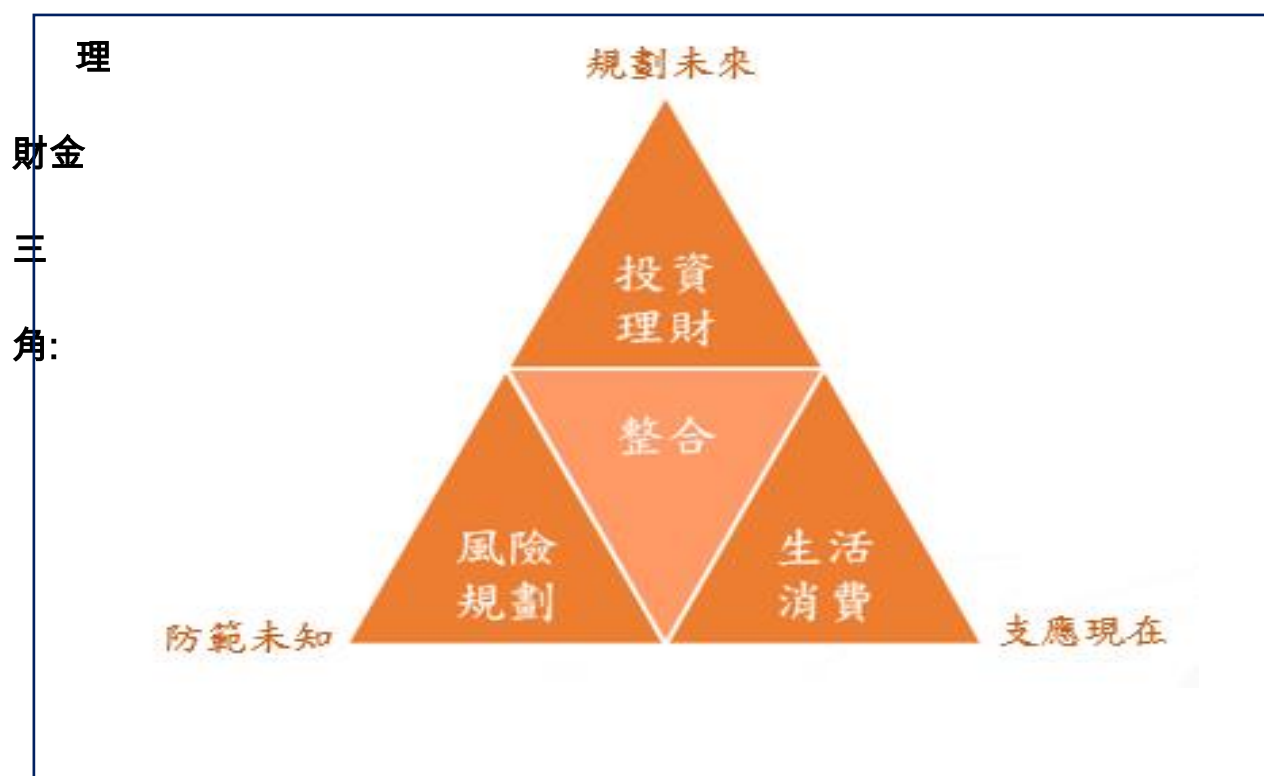 理
財金
三
角:
規劃未來
投資
理財
整合
風險
規劃
生活
消費
防範未知
支應現在